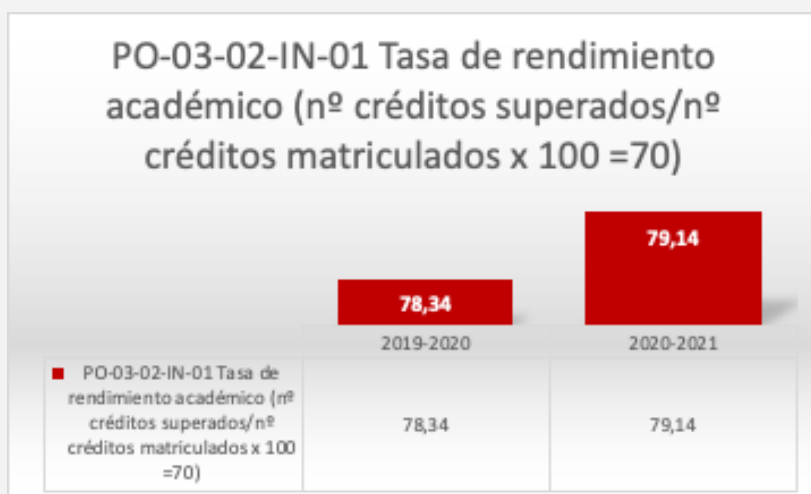 PO-03-02-IN-01 Tasa de rendimiento
académico (nº créditos superados/nº
créditos matriculados x 100 =70)
79,14
78,34
2019-2020 2020-2021
PO-03-02-IN-01 Tasa de
rendimiento académico (nº
créditos superados/nº
créditos matriculados x 100
=70)
78,34 79,14